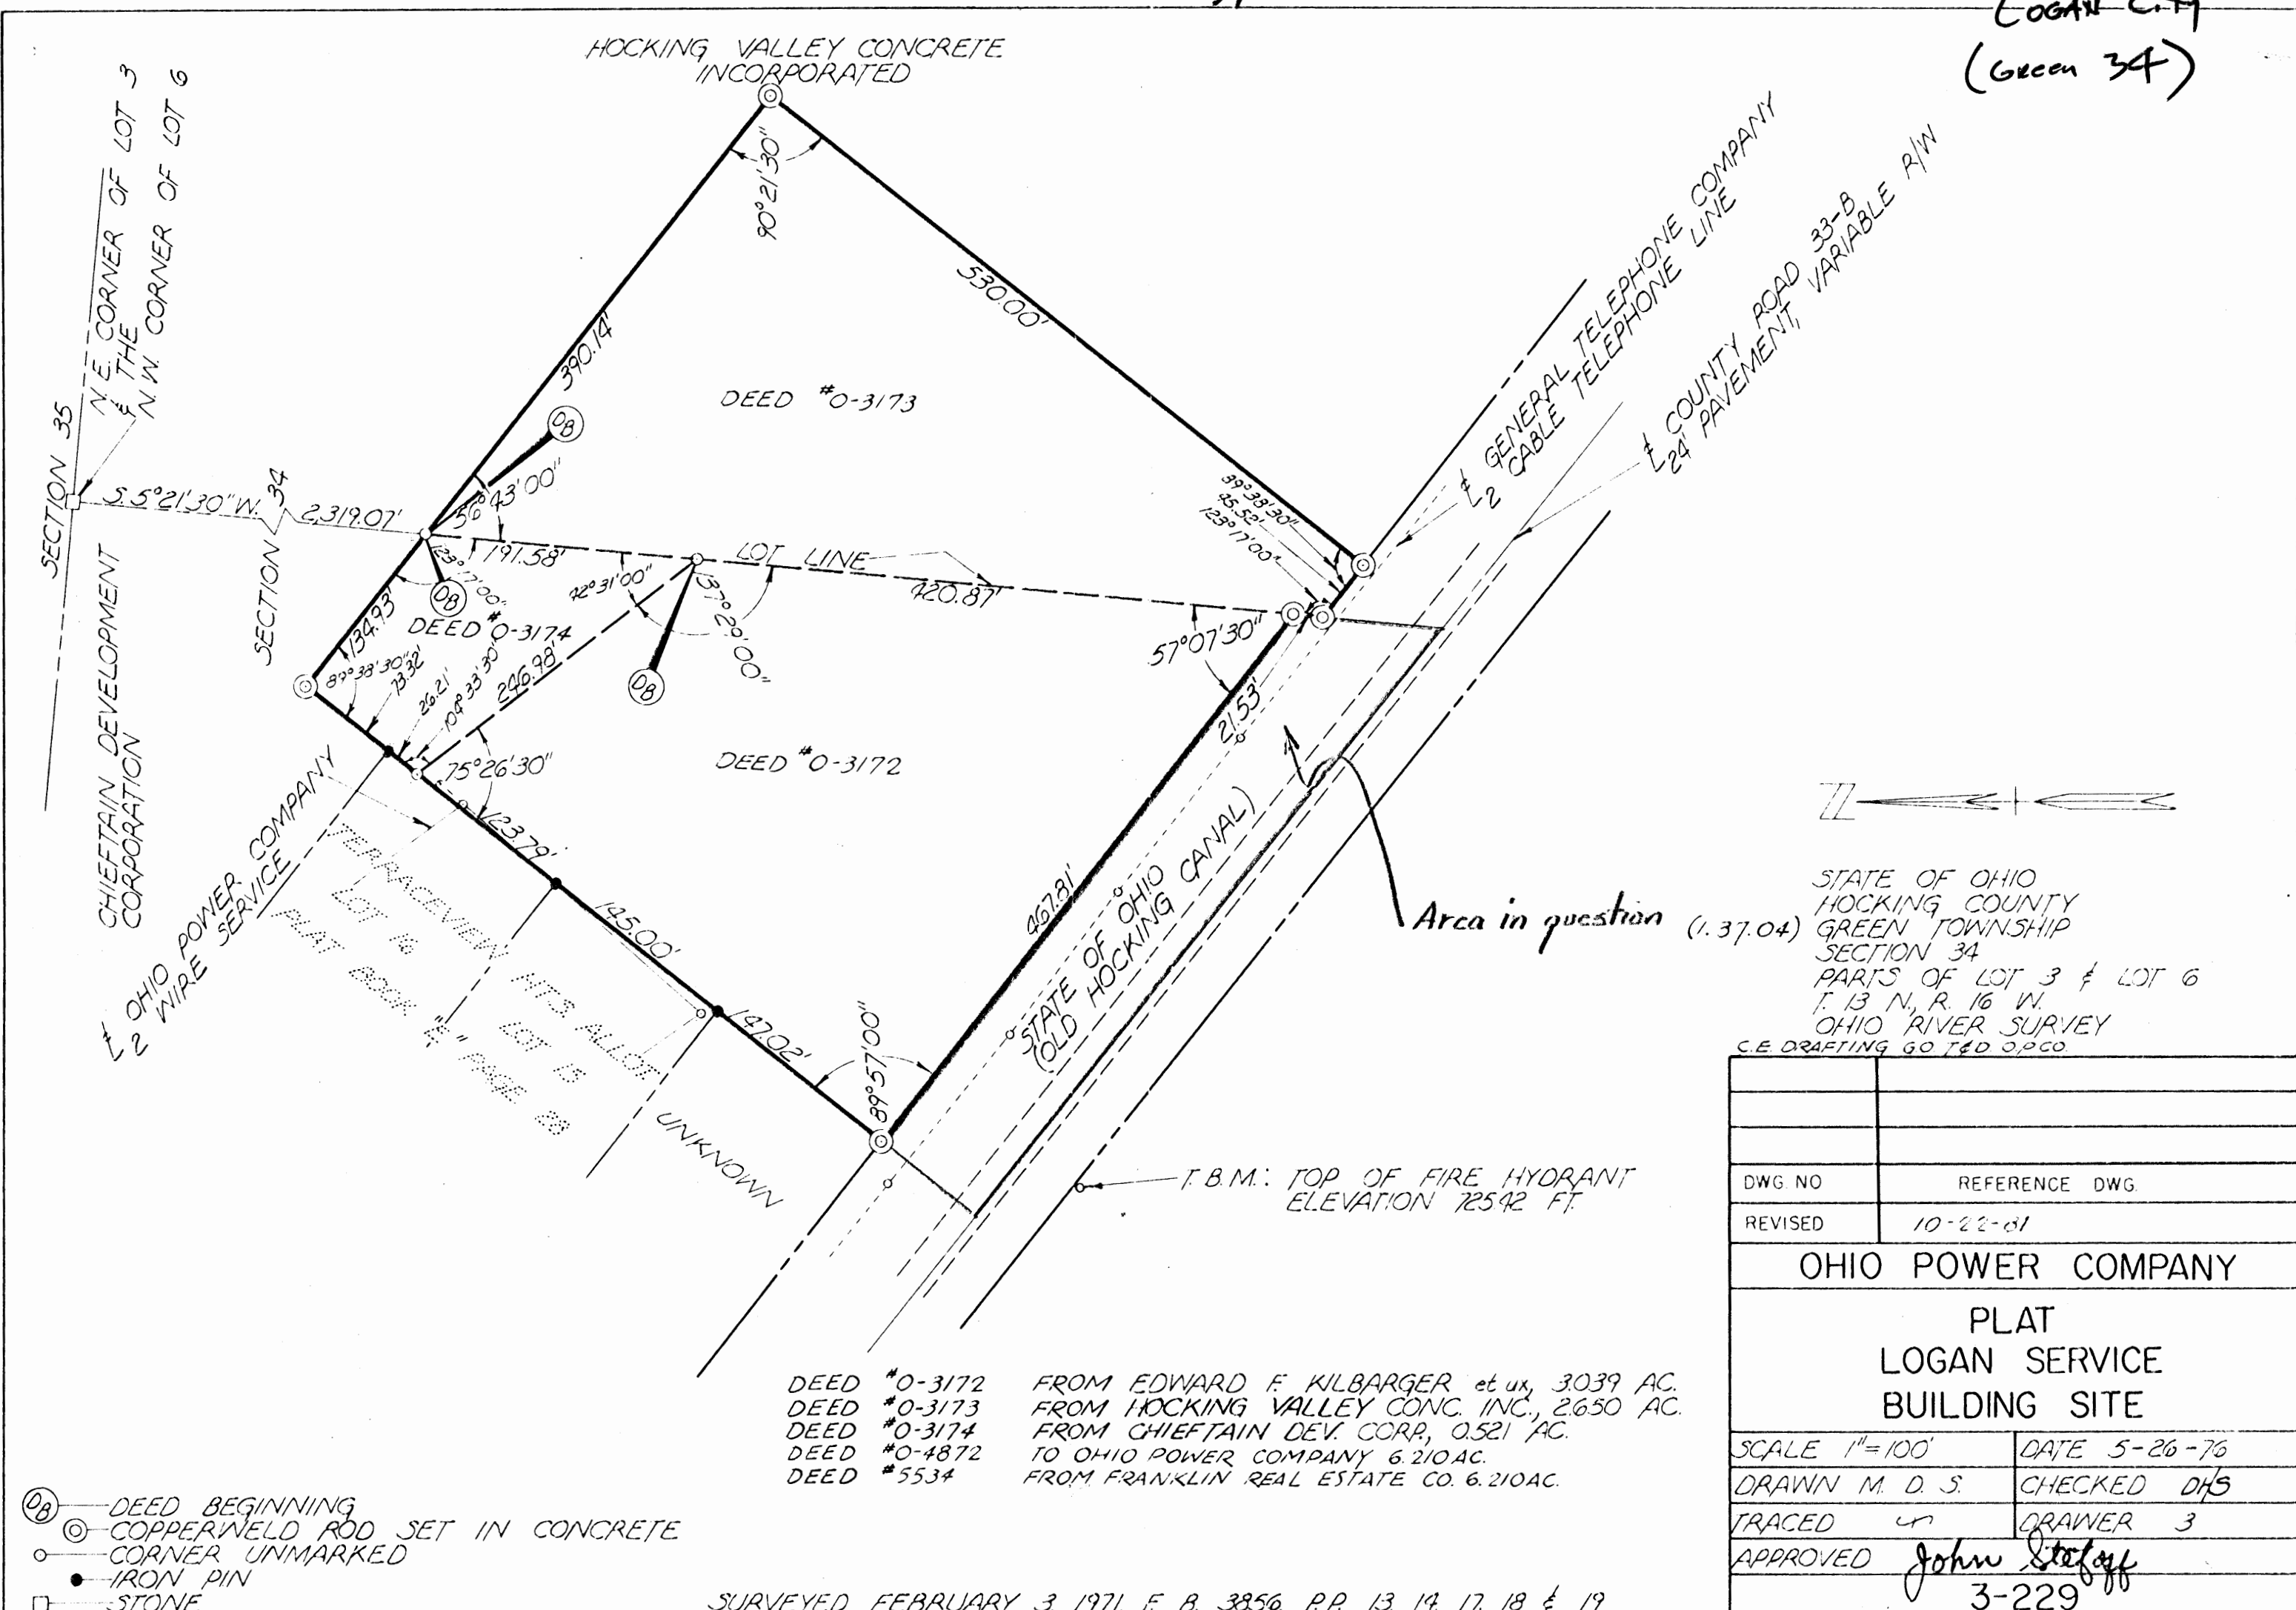 LOGAN CITY
(Green 34)
HOCKING VALLEY CONCRETE
INCORPORATED
N.E. CORNER OF LOT 3
& THE
N.W. CORNER OF LOT 6
SECTION 35
S. 5°21'30" W.
2,319.07'
SECTION 34
CHIEFTAIN DEVELOPMENT
CORPORATION
90°21'30"
390.14'
530.00'
DEED #0-3173
DB
56°43'00"
191.58'
LOT LINE
420.87'
89°38'30"
45.52'
123°17'00"
GENERAL TELEPHONE COMPANY
CABLE TELEPHONE LINE
COUNTY ROAD 33-B
24' PAVEMENT, VARIABLE R/W
123°17'00"
DB
42°31'00"
137°29'00"
134.93'
DEED #0-3174
DB
57°07'30"
21.53'
89°38'30"
73.32'
26.21'
104°33'30"
246.98'
75°26'30"
DEED #0-3172
123.79'
145.00'
147.02'
89°57'00"
467.81'
STATE OF OHIO
(OLD HOCKING CANAL)
Area in question (1.37.04)
OHIO POWER COMPANY
2 WIRE SERVICE
TERRACEVIEW HTS. ALLOT.
LOT 16
LOT 15
PLAT BOOK "E" PAGE 28
UNKNOWN
T.B.M.: TOP OF FIRE HYDRANT
ELEVATION 725.42 FT.
STATE OF OHIO
HOCKING COUNTY
GREEN TOWNSHIP
SECTION 34
PARTS OF LOT 3 & LOT 6
T. 13 N., R. 16 W.
OHIO RIVER SURVEY
C.E. DRAFTING G.O. T&D. O.P.CO.
DWG. NO REFERENCE DWG.
REVISED 10-22-81
OHIO POWER COMPANY
PLAT
LOGAN SERVICE
BUILDING SITE
SCALE 1"=100' DATE 5-26-76
DRAWN M. D. S. CHECKED DHS
TRACED DRAWER 3
APPROVED John
3-229
DEED #0-3172 FROM EDWARD F. KILBARGER et ux, 3.039 AC.
DEED #0-3173 FROM HOCKING VALLEY CONC. INC., 2.650 AC.
DEED #0-3174 FROM CHIEFTAIN DEV. CORP., 0.521 AC.
DEED #0-4872 TO OHIO POWER COMPANY 6.210 AC.
DEED #5534 FROM FRANKLIN REAL ESTATE CO. 6.210 AC.
DB DEED BEGINNING
COPPERWELD ROD SET IN CONCRETE
CORNER UNMARKED
IRON PIN
STONE
SURVEYED FEBRUARY 3, 1971 F. B. 3856 P.P. 13, 14, 17, 18 & 19